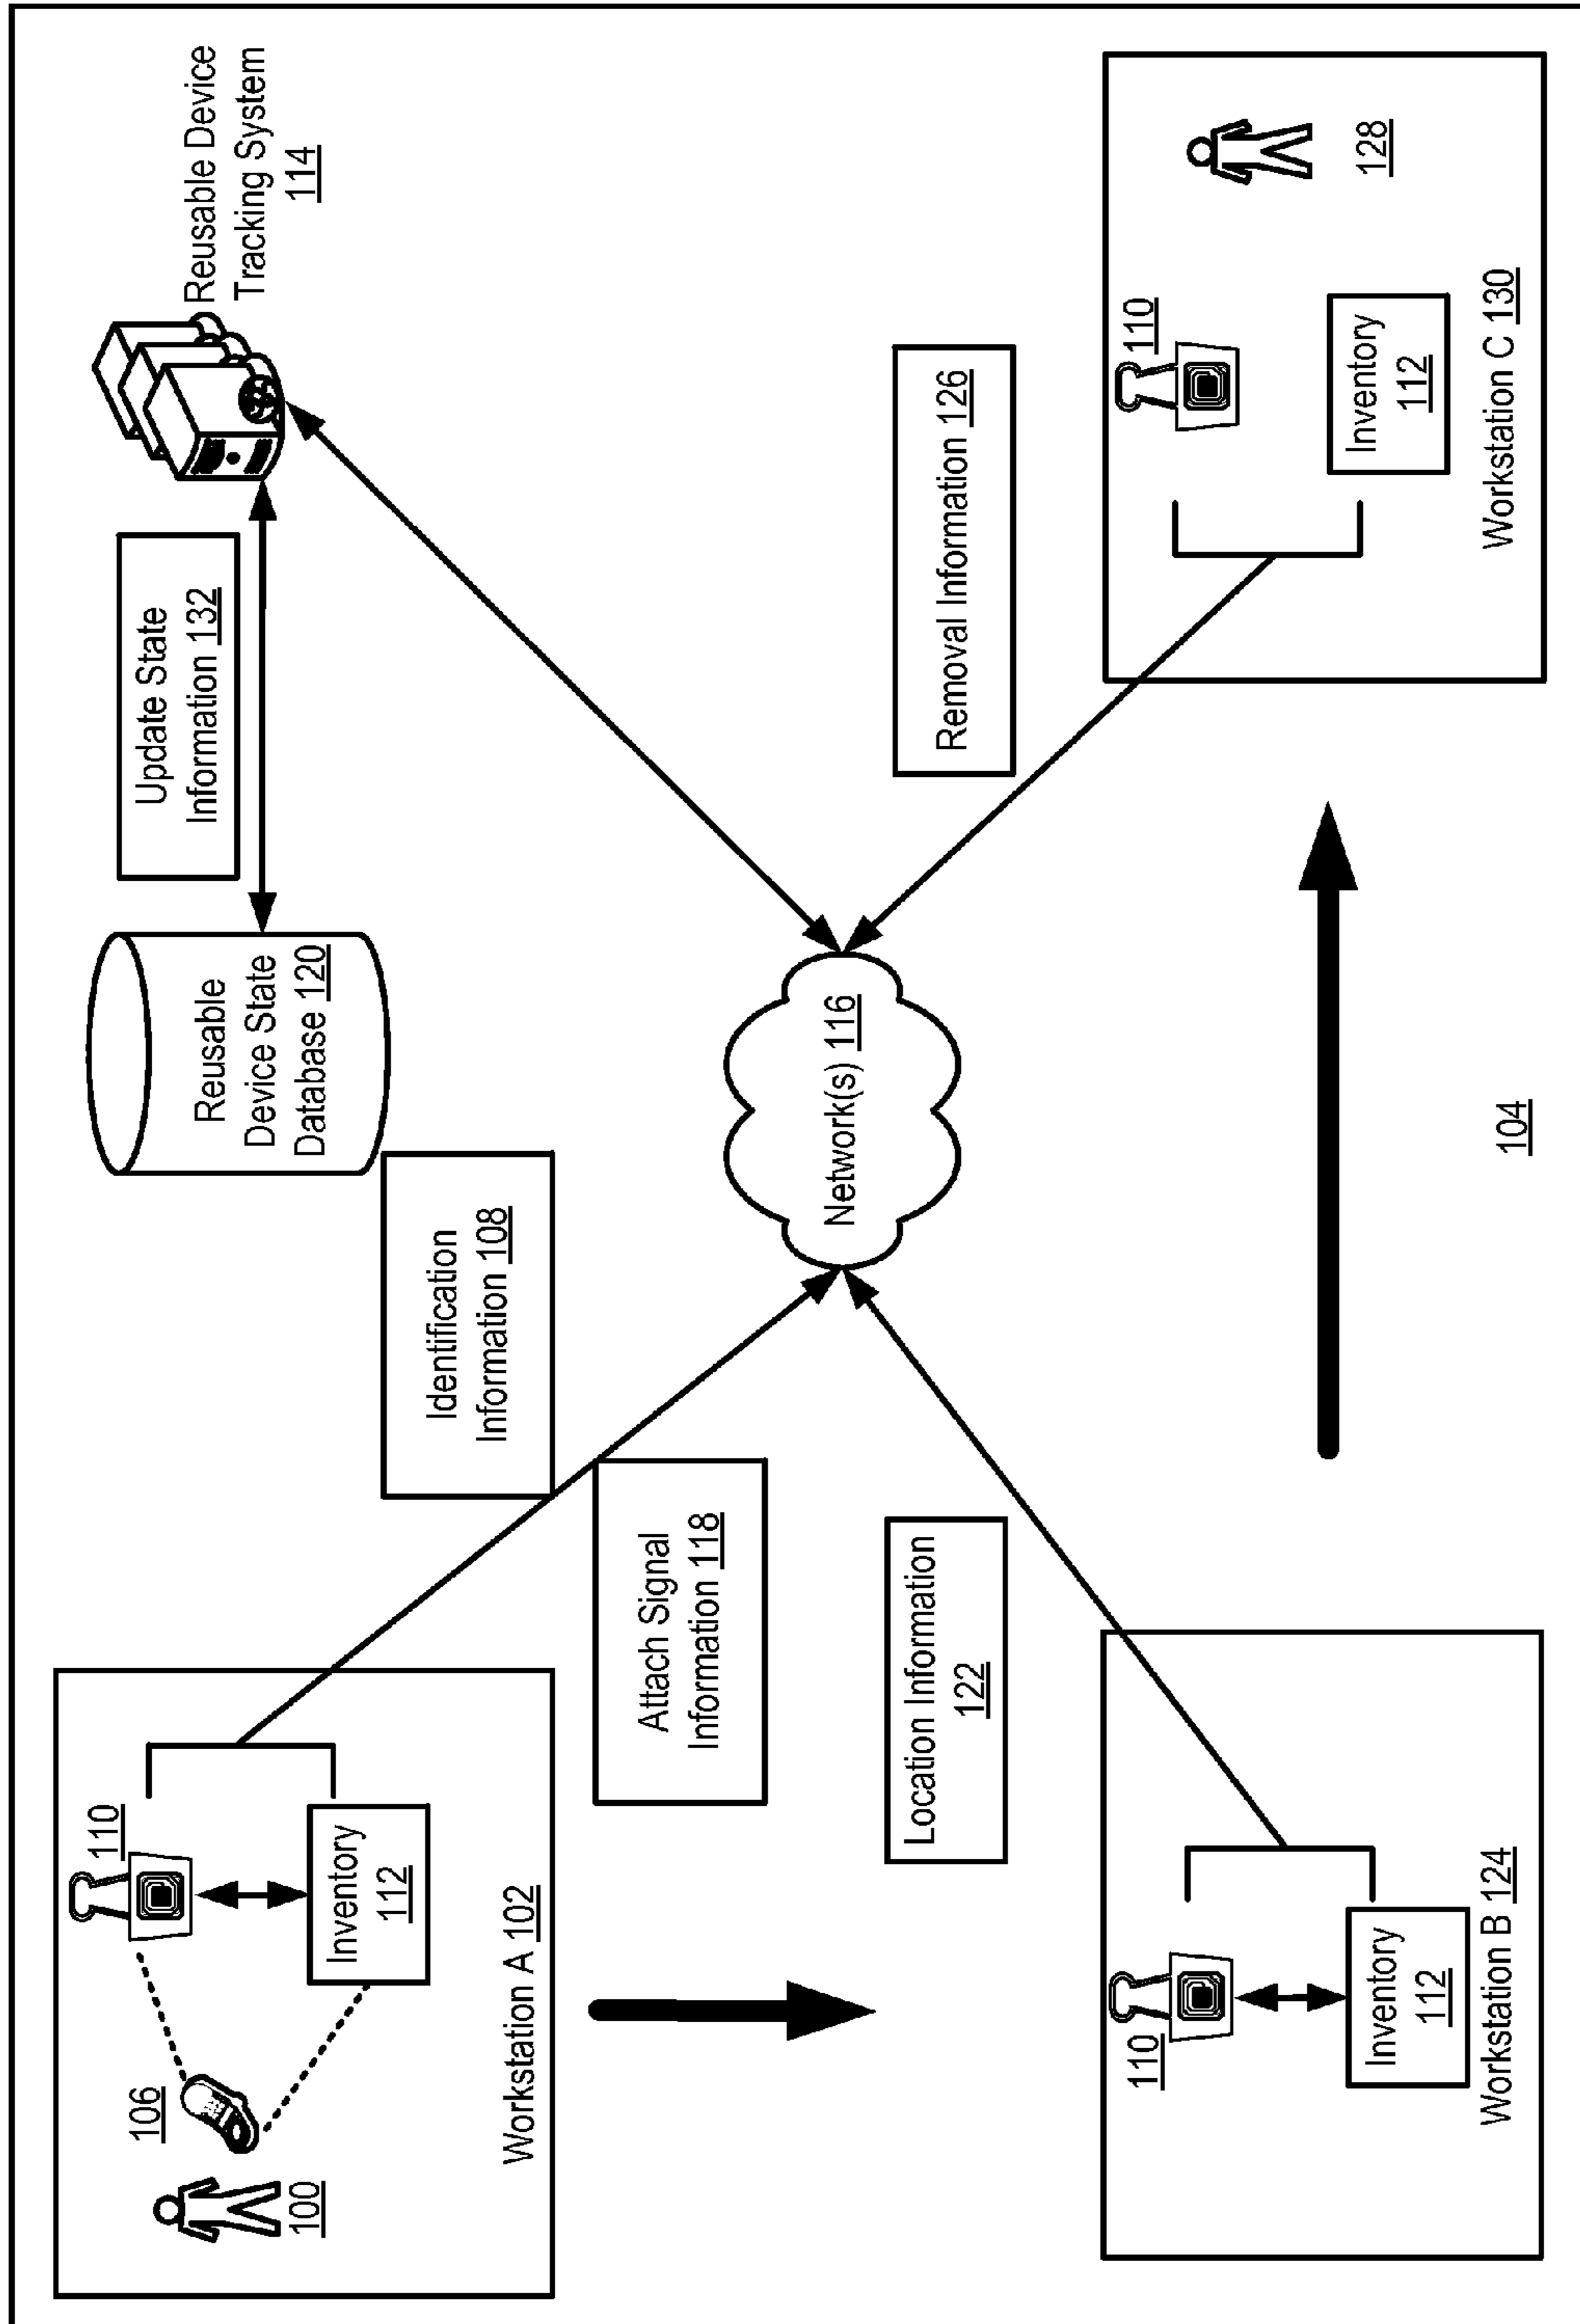 100
106
110
Inventory
112
Workstation A 102
Identification
Information 108
Attach Signal
Information 118
Reusable
Device State
Database 120
Update State
Information 132
Reusable Device
Tracking System
114
Network(s) 116
Location Information
122
Removal Information 126
110
Inventory
112
Workstation B 124
104
110
Inventory
112
128
Workstation C 130